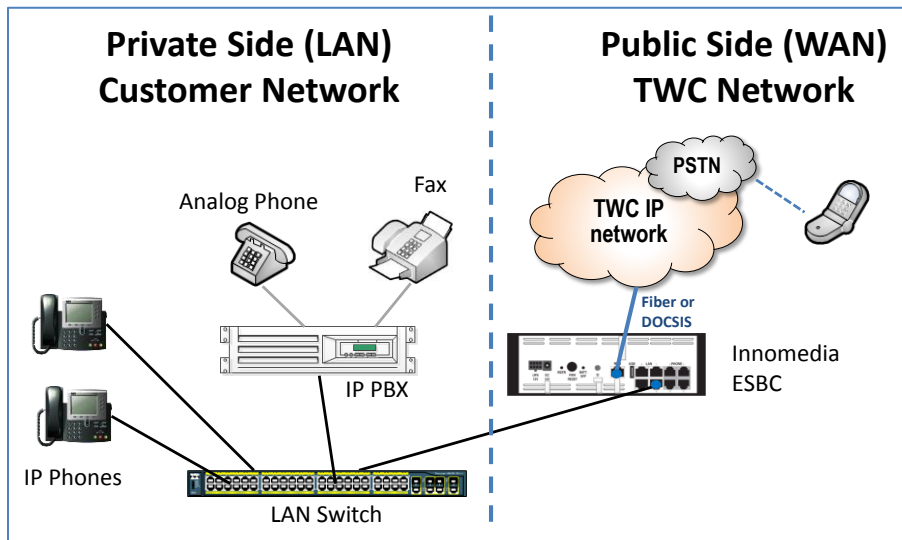 Private Side (LAN)
Customer Network
Public Side (WAN)
TWC Network
PSTN
TWC IP
network
Analog Phone
Fax
Fiber or
DOCSIS
Innomedia
ESBC
IP PBX
IP Phones
LAN Switch